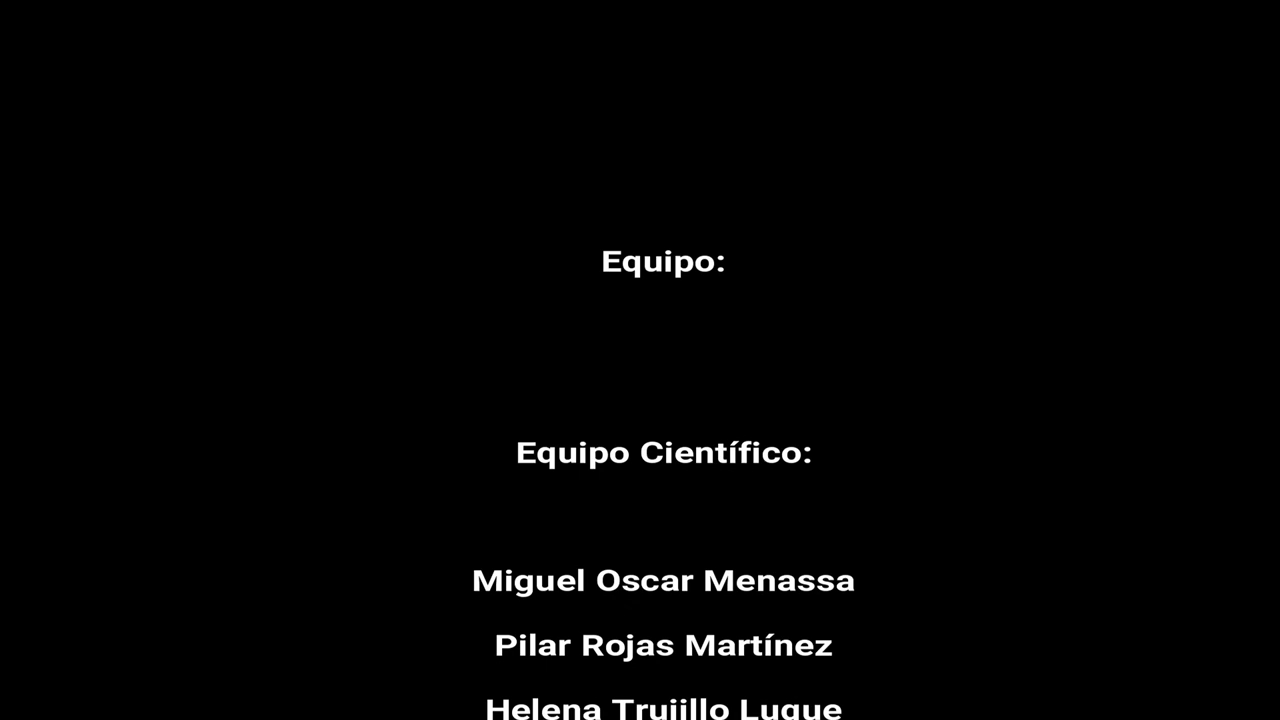 Equipo:
Equipo Científico:
Miguel Oscar Menassa
Pilar Rojas Martínez
Helena Trujillo Luque